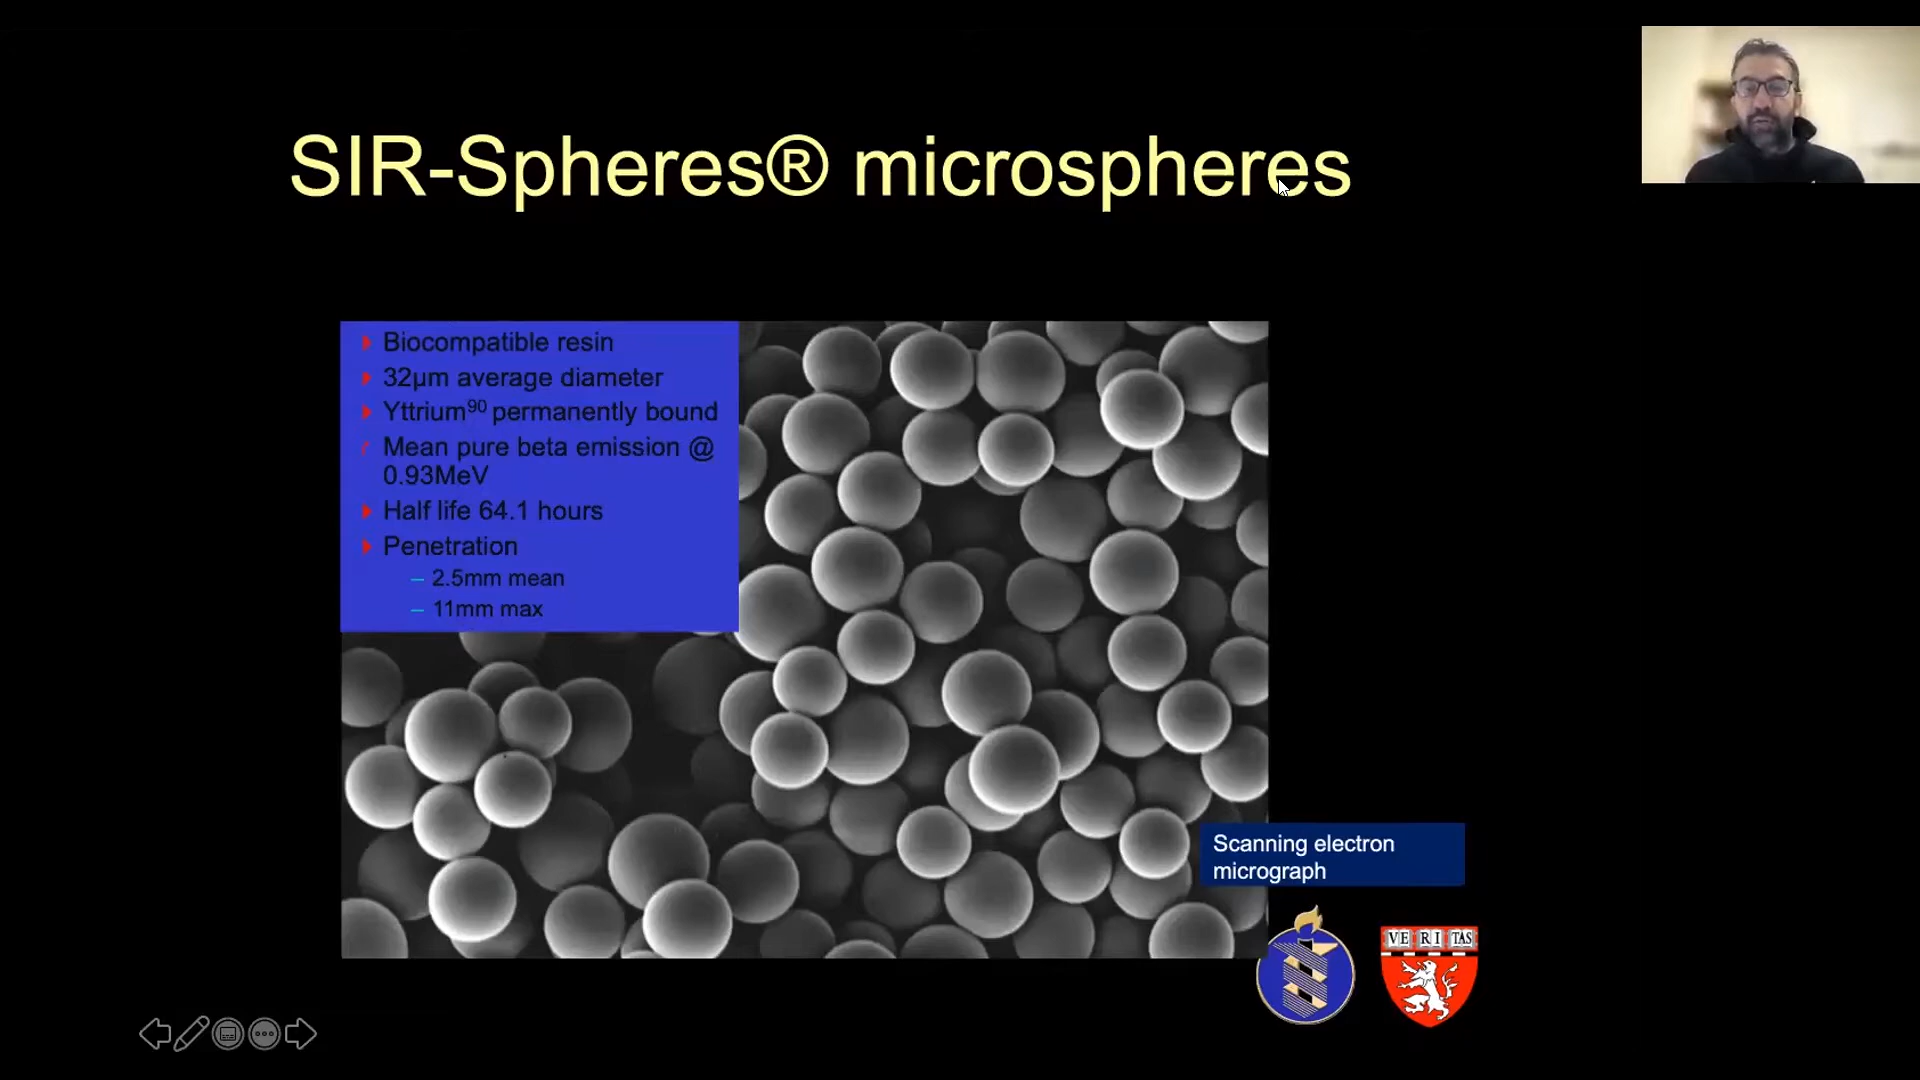 SIR-Spheres® microspheres
Biocompatible resin
32µm average diameter
Yttrium⁹⁰ permanently bound
Mean pure beta emission @
0.93MeV
Half life 64.1 hours
Penetration
– 2.5mm mean
– 11mm max
Scanning electron
micrograph
VE RI TAS